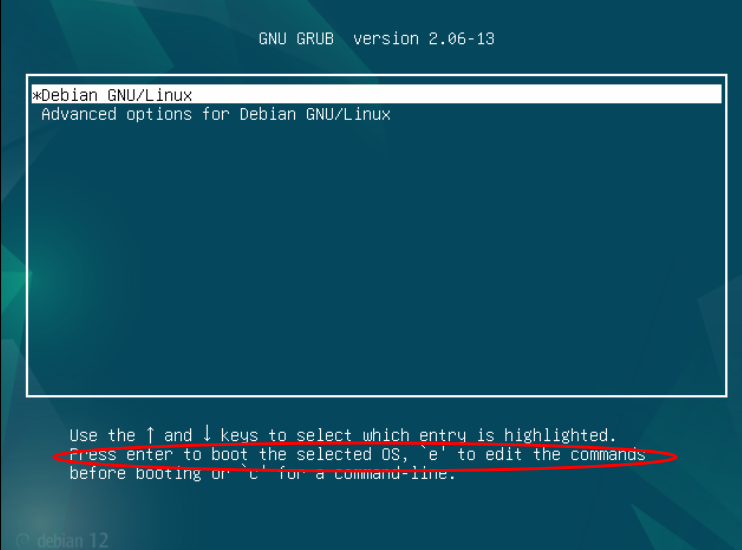 GNU GRUB version 2.06-13
*Debian GNU/Linux
Advanced options for Debian GNU/Linux
Use the ↑ and ↓ keys to select which entry is highlighted.
Press enter to boot the selected OS, `e' to edit the commands
before booting or `c' for a command-line.
debian 12